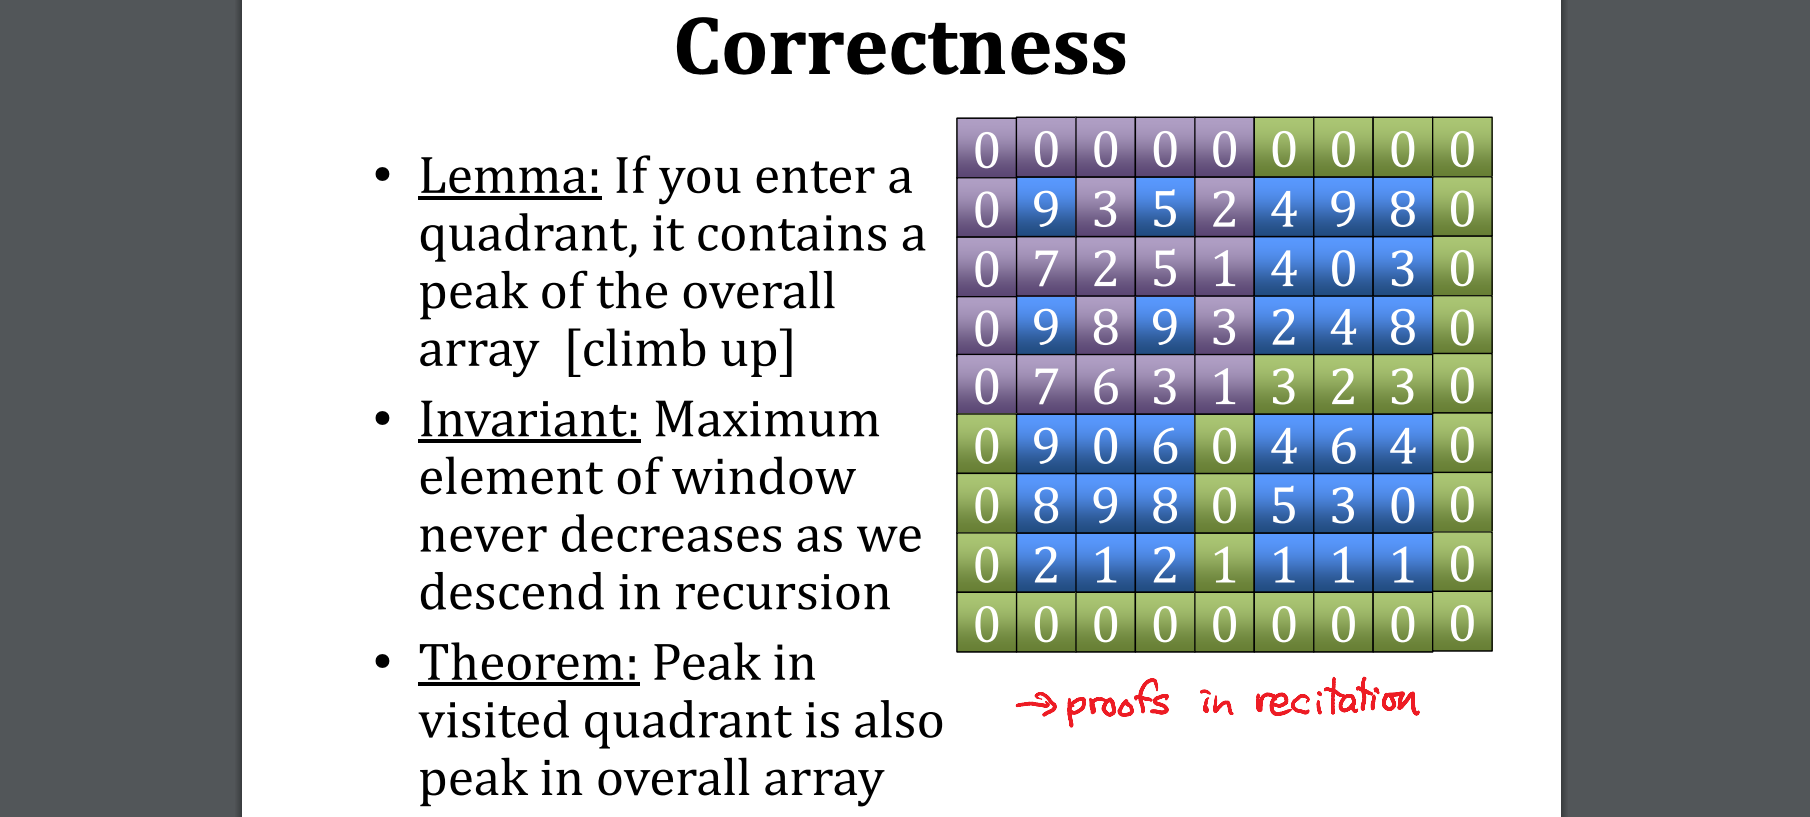 Correctness
• Lemma: If you enter a
quadrant, it contains a
peak of the overall
array [climb up]
• Invariant: Maximum
element of window
never decreases as we
descend in recursion
• Theorem: Peak in
visited quadrant is also
peak in overall array
0 0 0 0 0 0 0 0 0
0 9 3 5 2 4 9 8 0
0 7 2 5 1 4 0 3 0
0 9 8 9 3 2 4 8 0
0 7 6 3 1 3 2 3 0
0 9 0 6 0 4 6 4 0
0 8 9 8 0 5 3 0 0
0 2 1 2 1 1 1 1 0
0 0 0 0 0 0 0 0 0
→ proofs in recitation